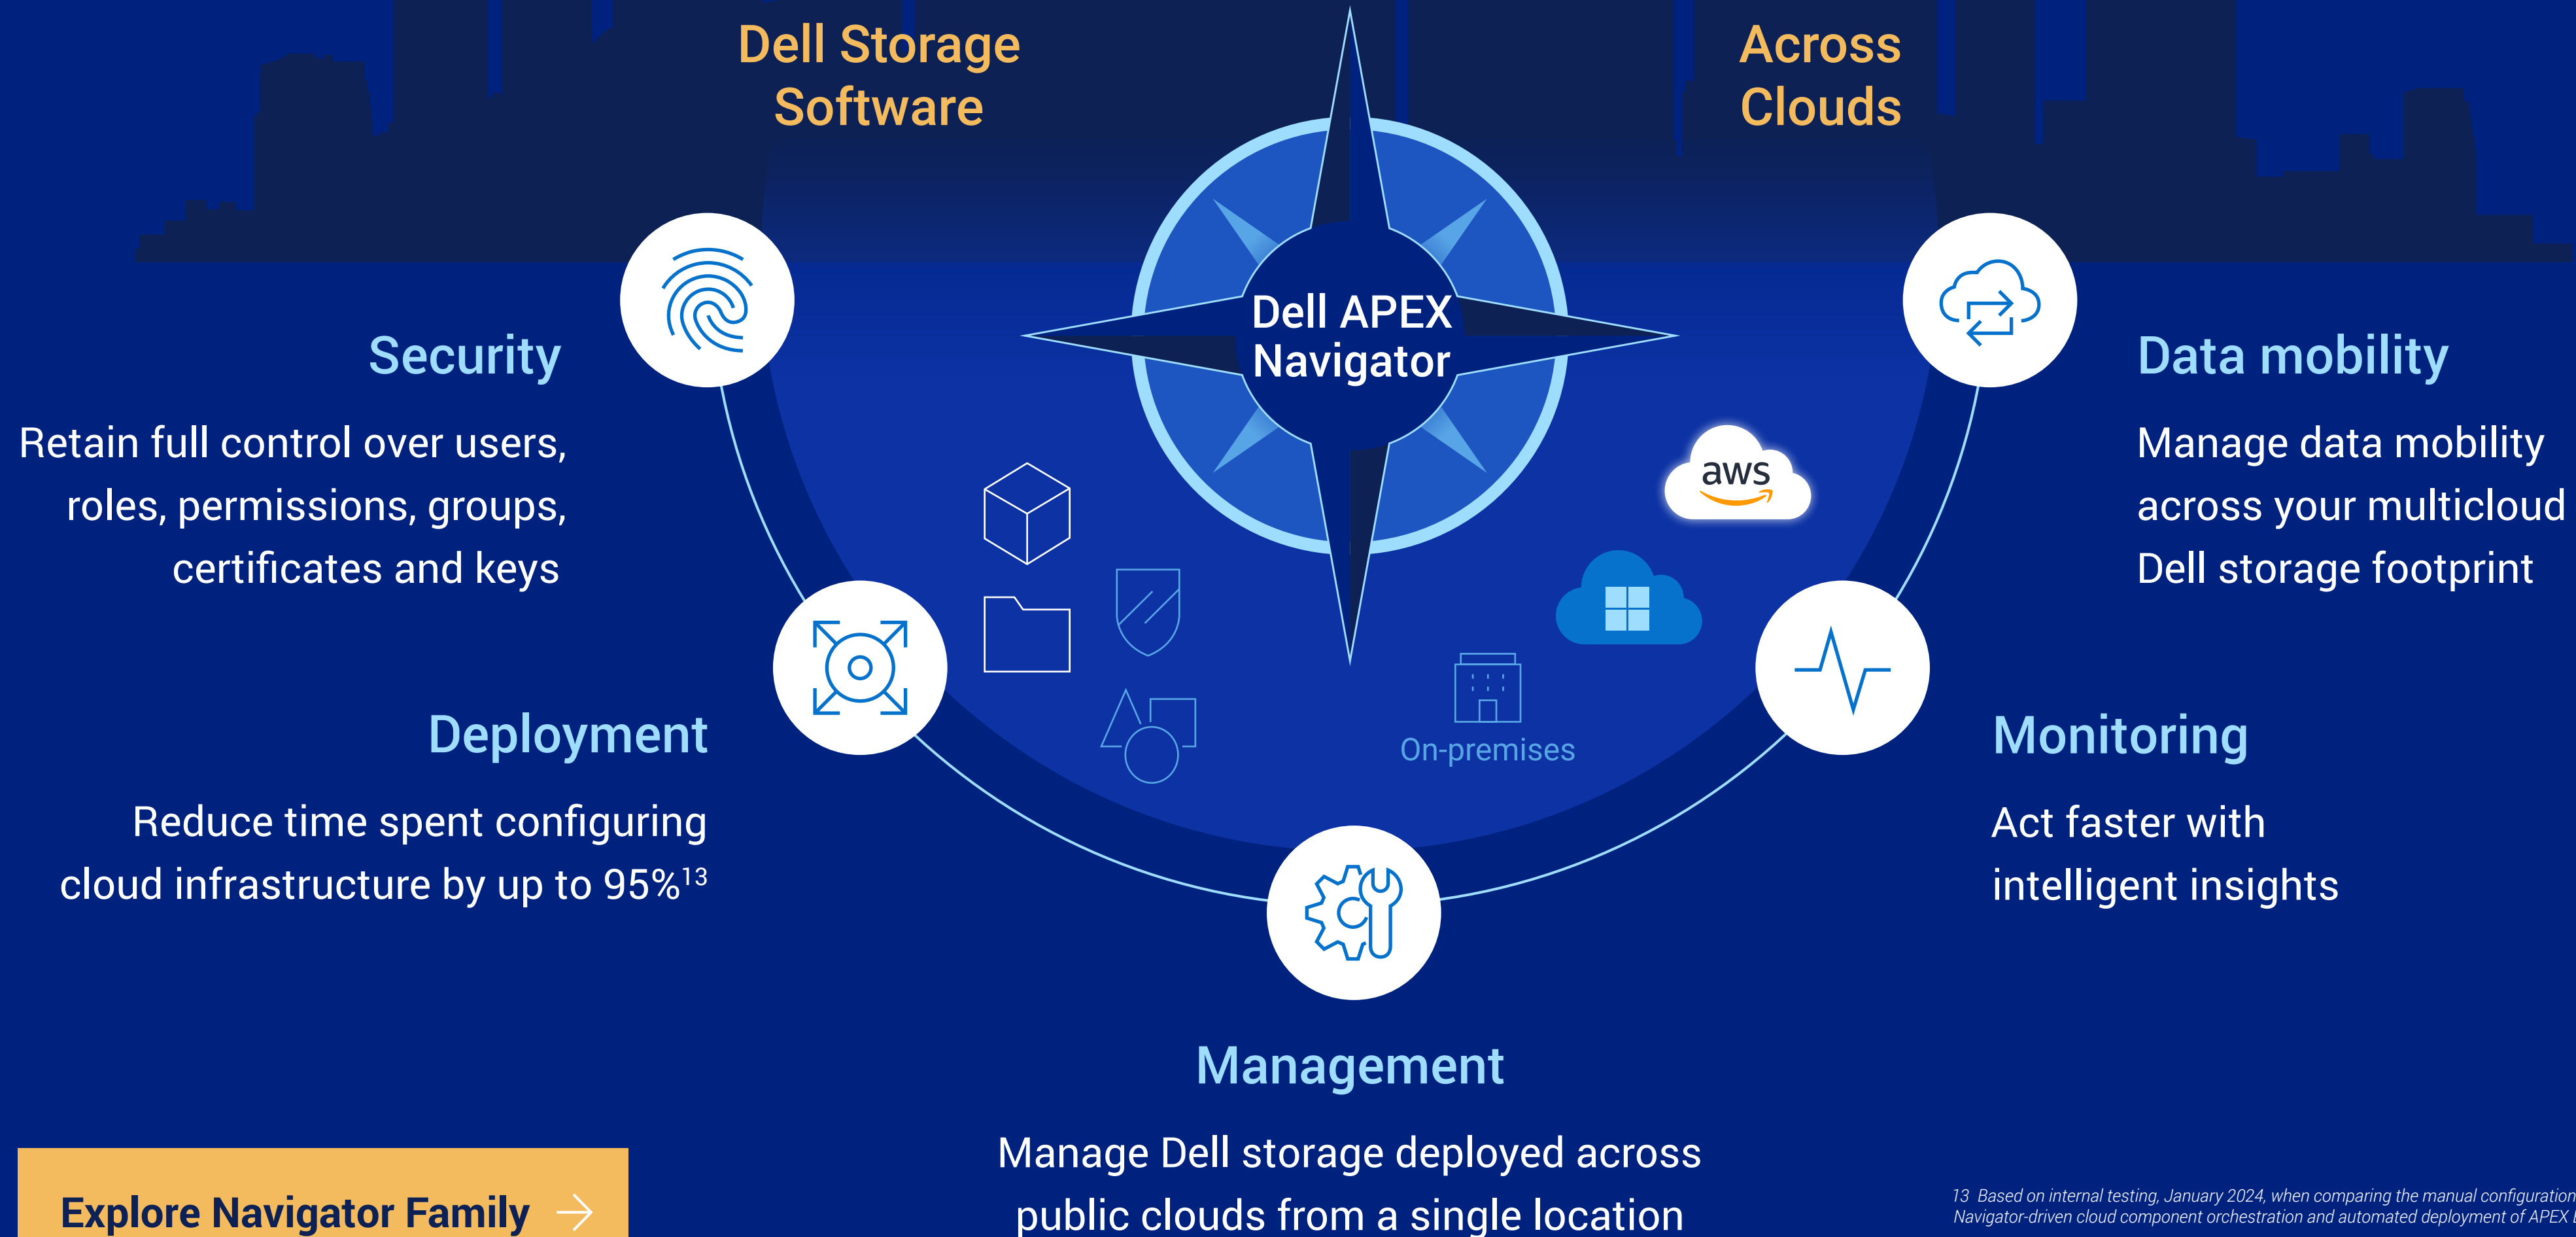 Dell Storage
Software
Across
Clouds
Dell APEX
Navigator
Security
Retain full control over users,
roles, permissions, groups,
certificates and keys
Deployment
Reduce time spent configuring
cloud infrastructure by up to 95%¹³
aws
On-premises
Data mobility
Manage data mobility
across your multicloud
Dell storage footprint
Monitoring
Act faster with
intelligent insights
Management
Manage Dell storage deployed across
public clouds from a single location
Explore Navigator Family
13 Based on internal testing, January 2024, when comparing the manual configuration
Navigator-driven cloud component orchestration and automated deployment of APEX